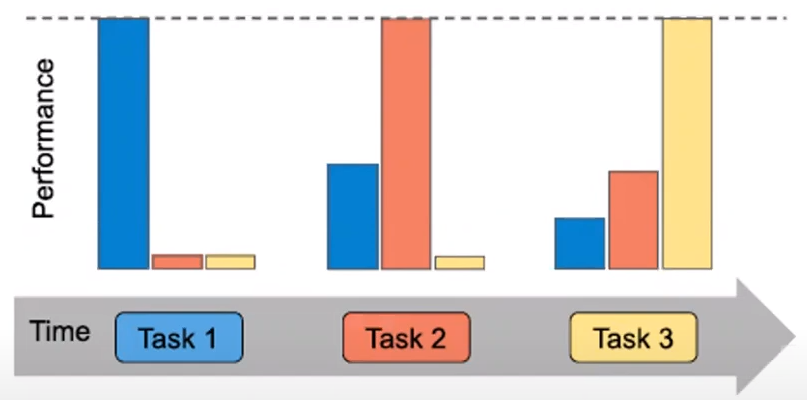 Performance
Time
Task 1
Task 2
Task 3